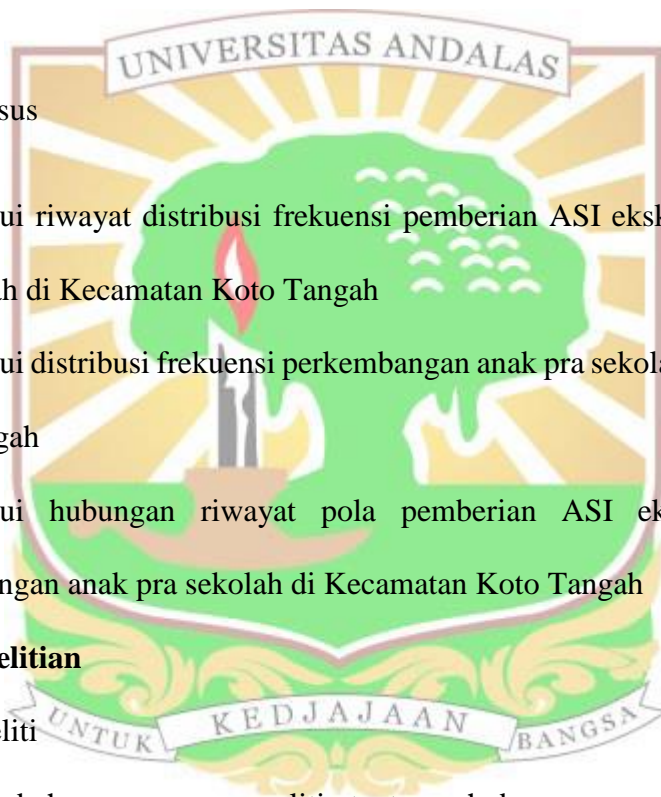 UNIVERSITAS ANDALAS
sus
ui riwayat distribusi frekuensi pemberian ASI eksk
ah di Kecamatan Koto Tangah
ui distribusi frekuensi perkembangan anak pra sekola
gah
ui hubungan riwayat pola pemberian ASI ek
ngan anak pra sekolah di Kecamatan Koto Tangah
elitian
eliti
UNTUK KEDJAJAAN BANGSA